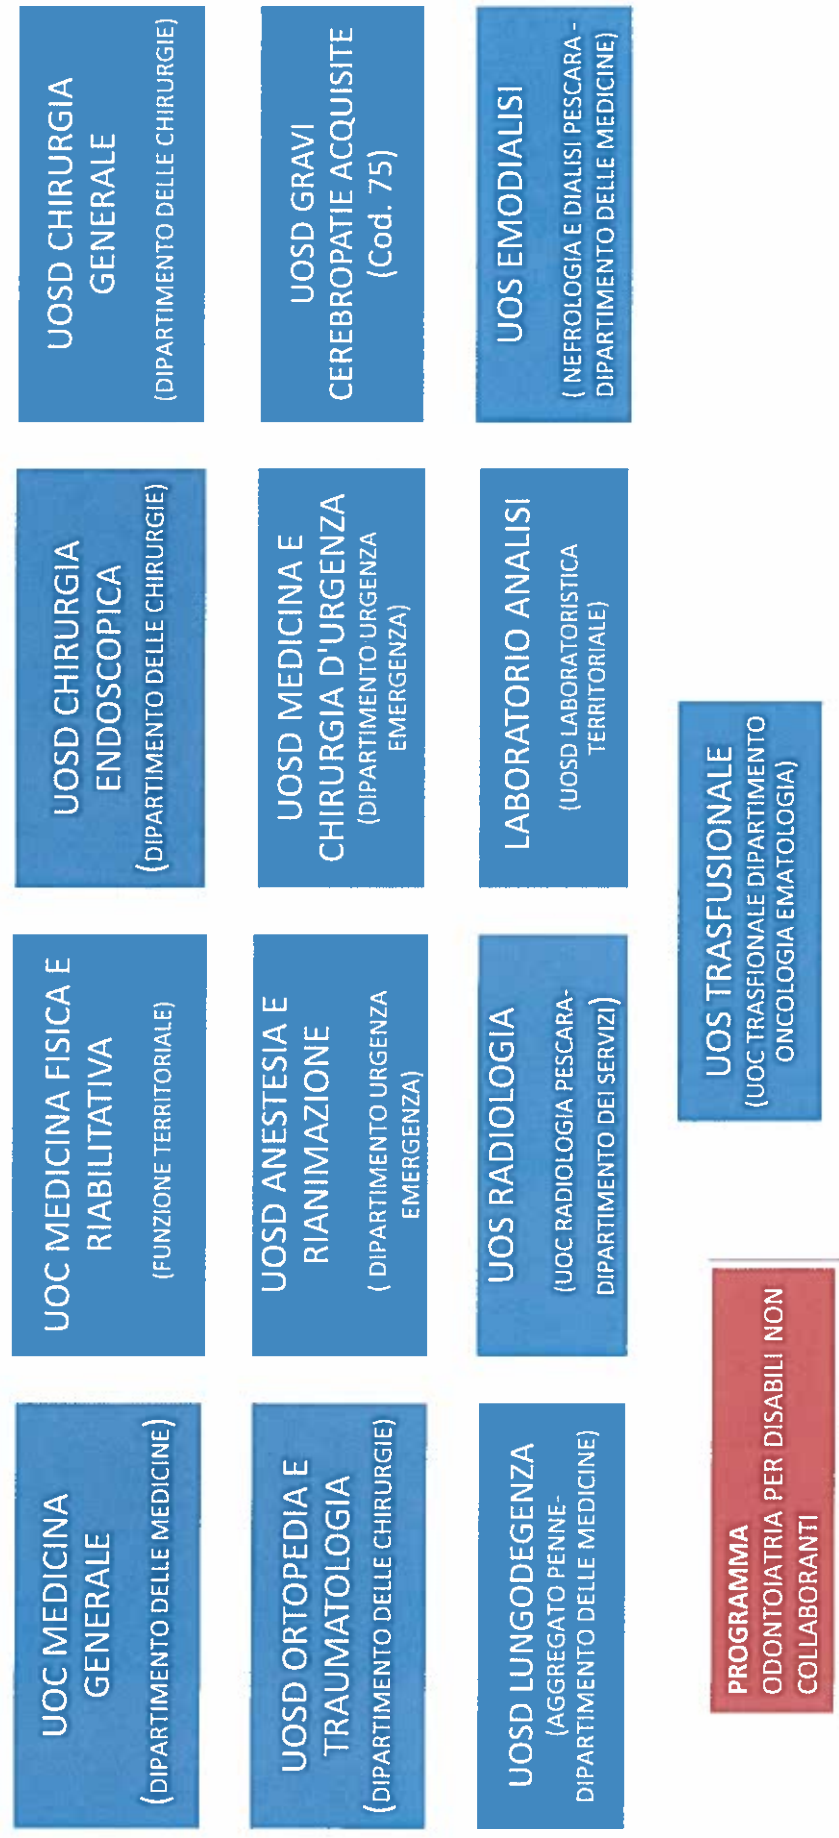 UOC MEDICINA
GENERALE
(DIPARTIMENTO DELLE MEDICINE)
UOC MEDICINA FISICA E
RIABILITATIVA
(FUNZIONE TERRITORIALE)
UOSD CHIRURGIA
ENDOSCOPICA
(DIPARTIMENTO DELLE CHIRURGIE)
UOSD CHIRURGIA
GENERALE
(DIPARTIMENTO DELLE CHIRURGIE)
UOSD ORTOPEDIA E
TRAUMATOLOGIA
(DIPARTIMENTO DELLE CHIRURGIE)
UOSD ANESTESIA E
RIANIMAZIONE
( DIPARTIMENTO URGENZA
EMERGENZA)
UOSD MEDICINA E
CHIRURGIA D'URGENZA
(DIPARTIMENTO URGENZA
EMERGENZA)
UOSD GRAVI
CEREBROPATIE ACQUISITE
(Cod. 75)
UOSD LUNGODEGENZA
(AGGREGATO PENNE-
DIPARTIMENTO DELLE MEDICINE)
UOS RADIOLOGIA
(UOC RADIOLOGIA PESCARA-
DIPARTIMENTO DEI SERVIZI)
LABORATORIO ANALISI
(UOSD LABORATORISTICA
TERRITORIALE)
UOS EMODIALISI
( NEFROLOGIA E DIALISI PESCARA -
DIPARTIMENTO DELLE MEDICINE)
PROGRAMMA
ODONTOIATRIA PER DISABILI NON
COLLABORANTI
UOS TRASFUSIONALE
(UOC TRASFIONALE DIPARTIMENTO
ONCOLOGIA EMATOLOGIA)